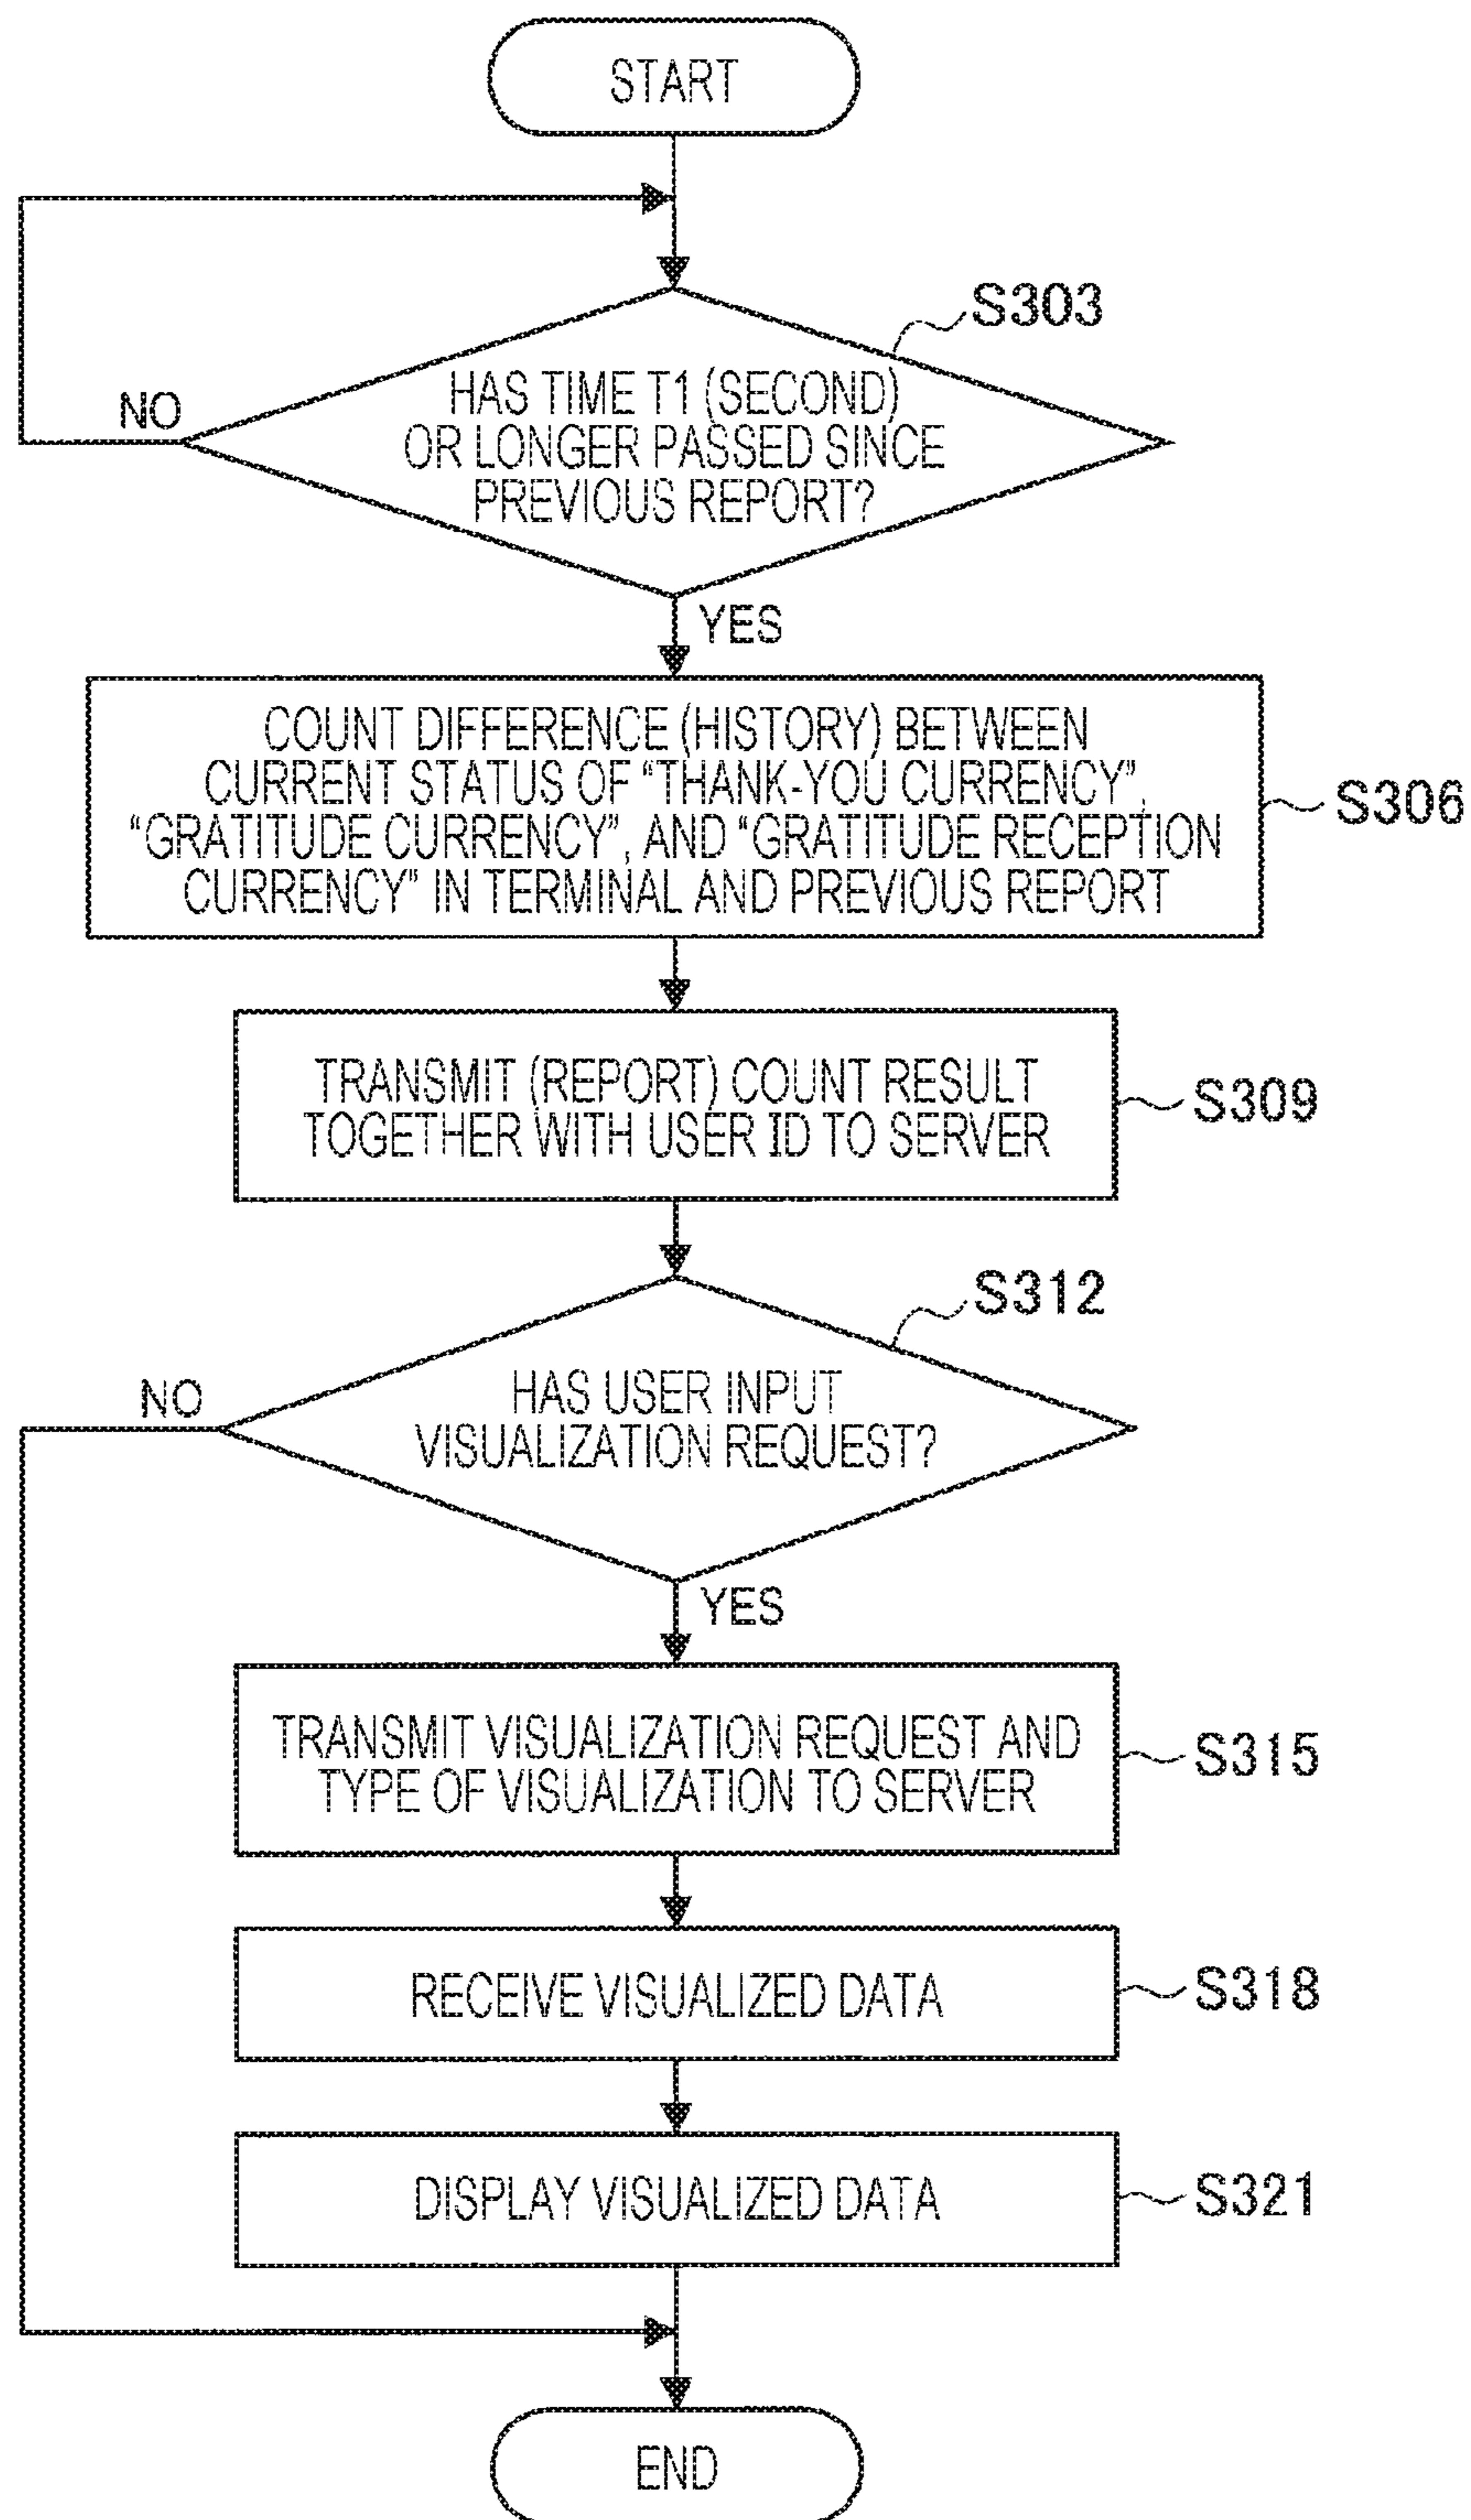 START
S303
NO
HAS TIME T1 (SECOND)
OR LONGER PASSED SINCE
PREVIOUS REPORT?
YES
COUNT DIFFERENCE (HISTORY) BETWEEN
CURRENT STATUS OF “THANK-YOU CURRENCY”,
“GRATITUDE CURRENCY”, AND “GRATITUDE RECEPTION
CURRENCY” IN TERMINAL AND PREVIOUS REPORT
S306
TRANSMIT (REPORT) COUNT RESULT
TOGETHER WITH USER ID TO SERVER
S309
S312
NO
HAS USER INPUT
VISUALIZATION REQUEST?
YES
TRANSMIT VISUALIZATION REQUEST AND
TYPE OF VISUALIZATION TO SERVER
S315
RECEIVE VISUALIZED DATA
S318
DISPLAY VISUALIZED DATA
S321
END